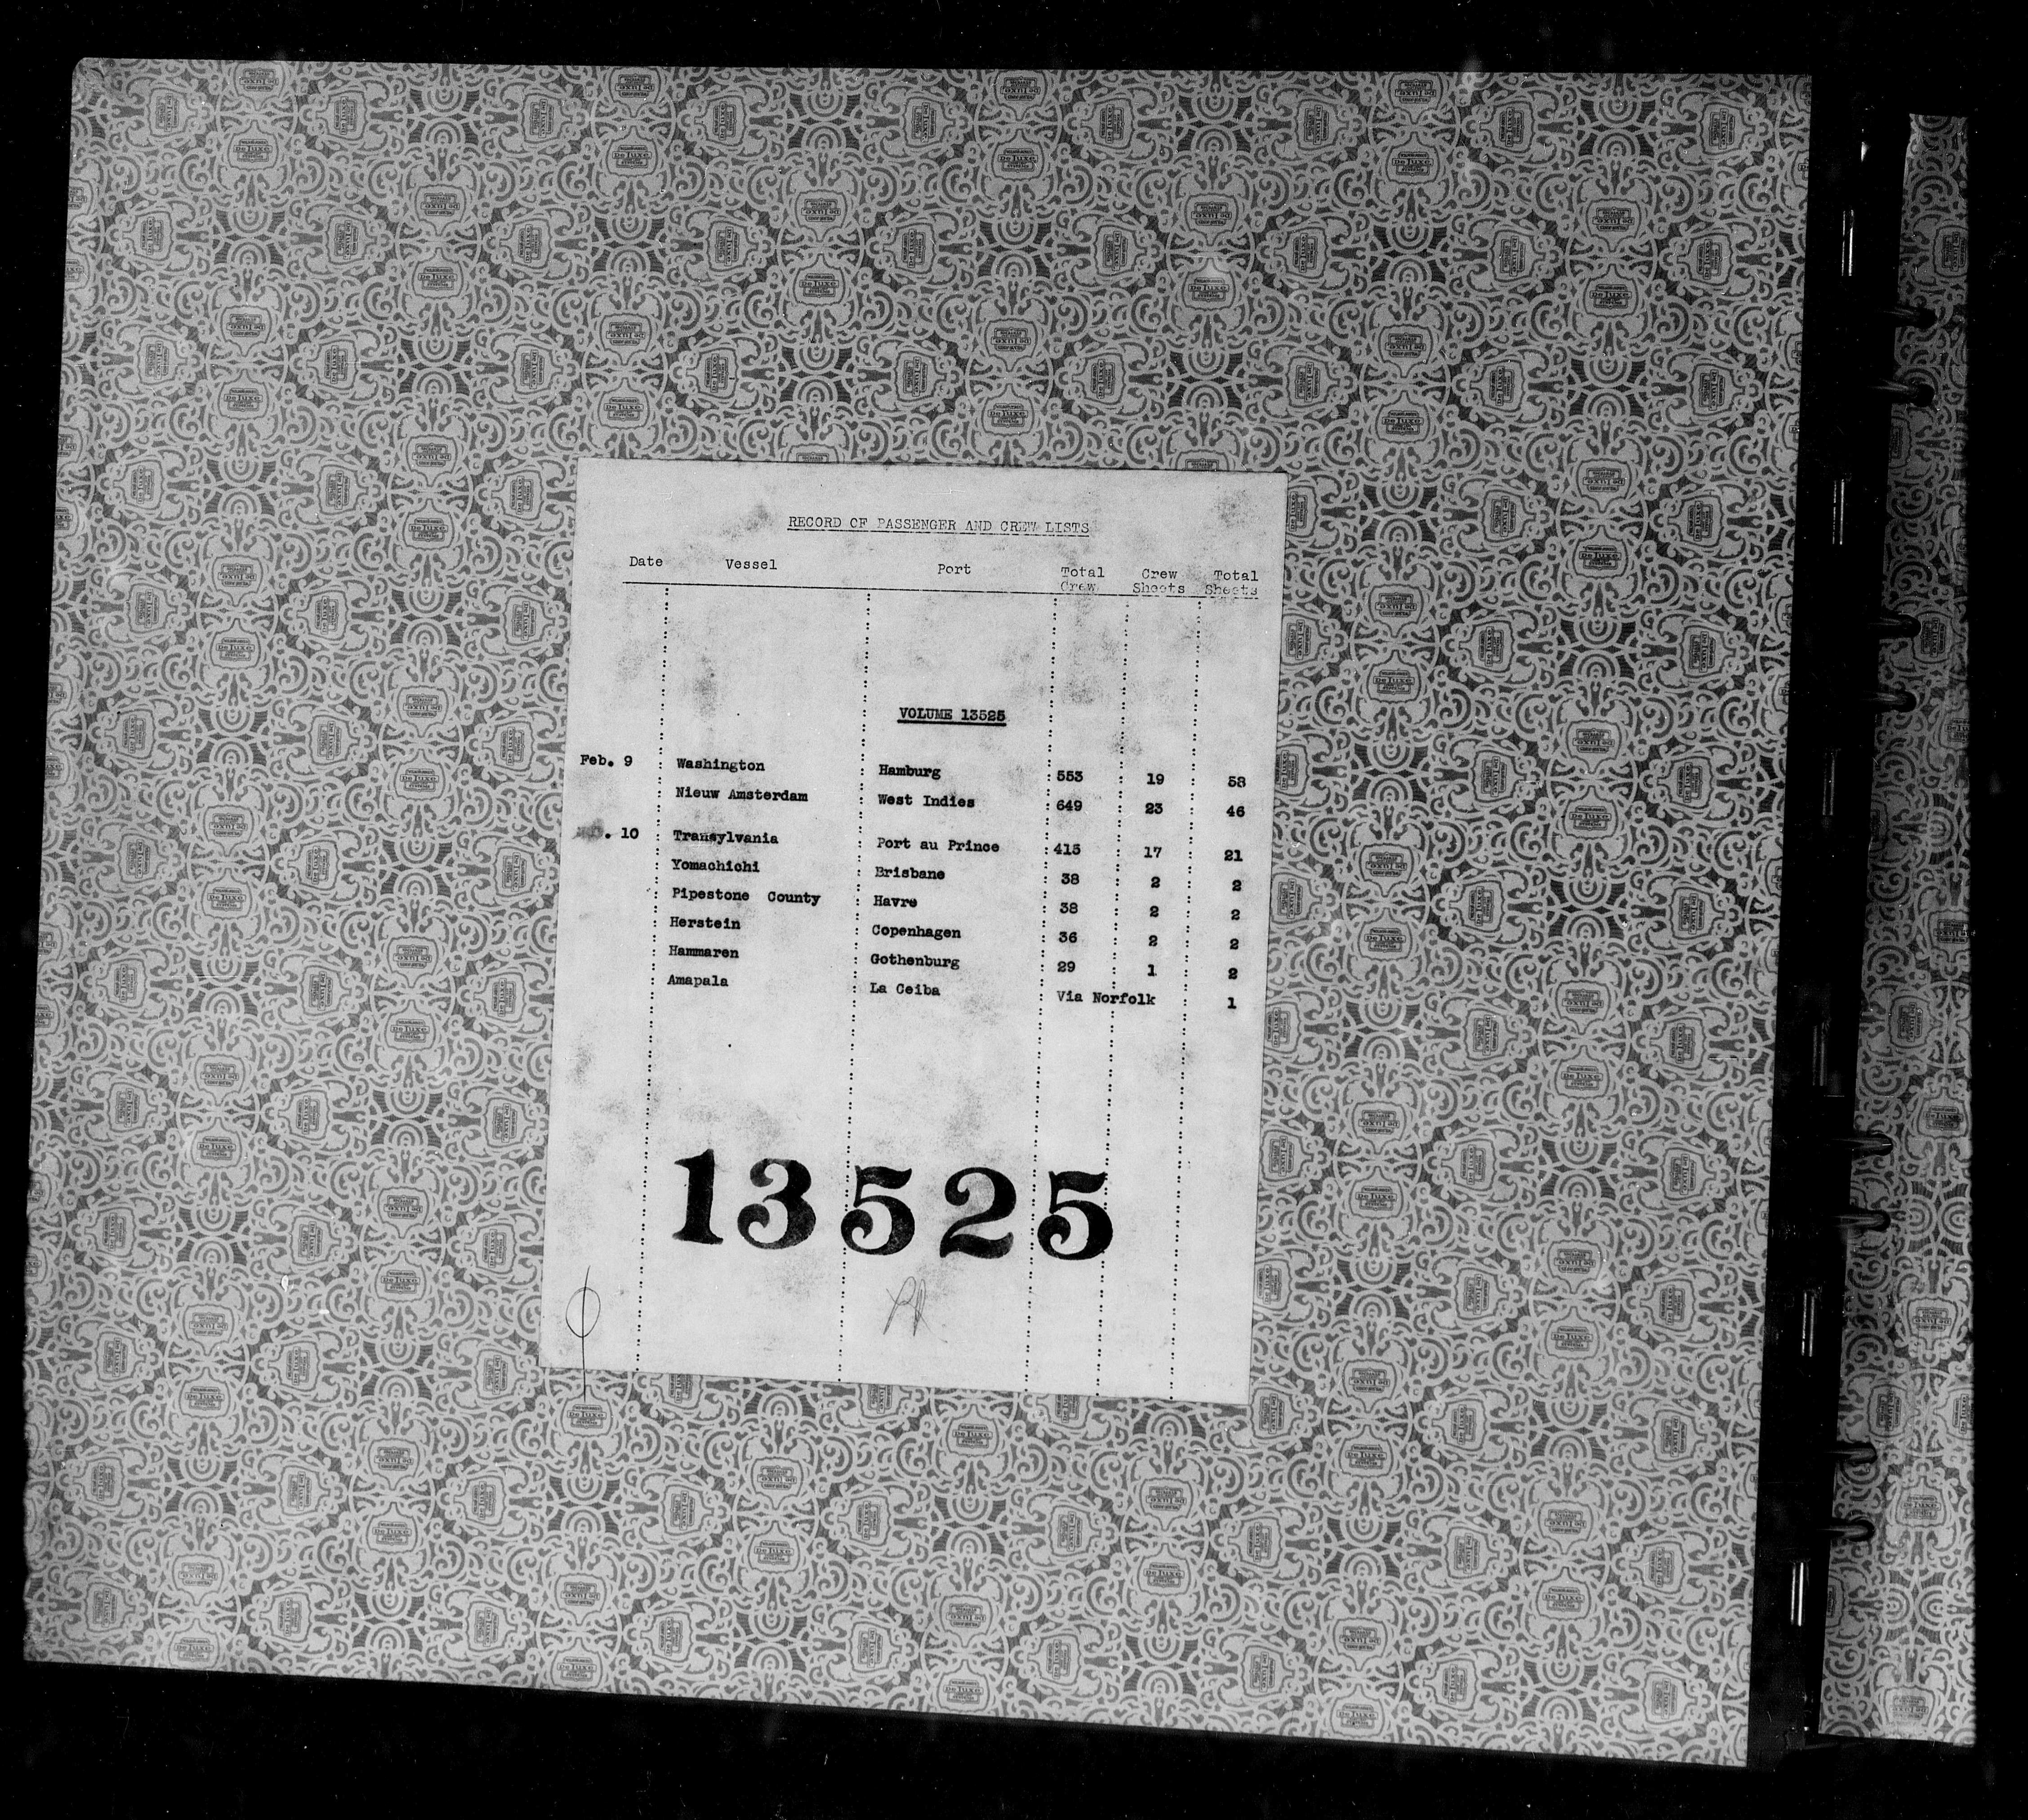 RECORD OF PASSENGER AND CREW LISTS
Date Vessel Port Total Crew Crew Sheets Total Sheets
VOLUME 13525
Feb. 9 : Washington : Hamburg : 553 : 19 : 58
: Nieuw Amsterdam : West Indies : 649 : 23 : 46
. 10 : Transylvania : Port au Prince : 415 : 17 : 21
: Yomachichi : Brisbane : 38 : 2 : 2
: Pipestone County : Havre : 38 : 2 : 2
: Herstein : Copenhagen : 36 : 2 : 2
: Hammaren : Gothenburg : 29 : 1 : 2
: Amapala : La Ceiba : Via Norfolk : 1
13525
De Luxe